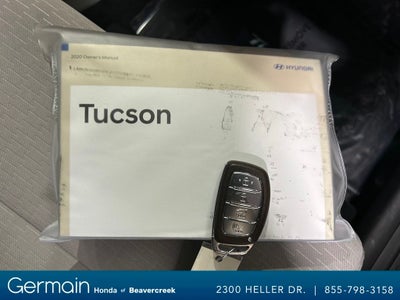 2020 Owner's Manual
HYUNDAI
Tucson
Germain
Honda of Beavercreek
2300 HELLER DR. | 855-798-3158